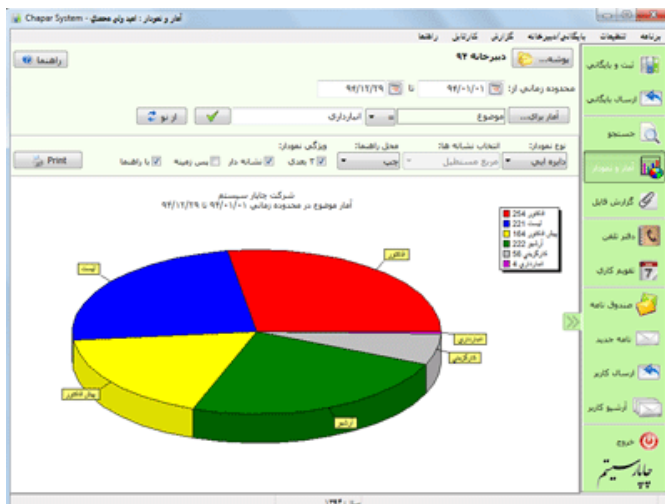 Chapar System - آمار و نمودار : امید ولی محمدی
برنامه تنظیمات بایگانی/دبیرخانه گزارش کارتابل راهنما
پوشه... دبیرخانه ۹۴ راهنما
محدوده زمانی از: ۹۴/۰۱/۰۱ تا ۹۴/۱۲/۲۹
آمار برای... موضوع = انبارداری از نو
نوع نمودار: انتخاب نشانه ها: محل راهنما: ویژگی نمودار:
دایره ایی مربع مستطیل چپ ۳ بعدی نشانه دار پس زمینه با راهنما Print
شرکت چاپار سیستم
آمار موضوع در محدوده زمانی ۹۴/۰۱/۰۱ تا ۹۴/۱۲/۲۹
فاکتور 254
لیست 221
پیش فاکتور 164
آرشیو 222
کارگزینی 56
انبارداری 4
فاکتور
لیست
انبارداری
کارگزینی
پیش فاکتور
آرشیو
ثبت و بایگانی
ارسال بایگانی
جستجو
آمار و نمودار
گزارش فایل
دفتر تلفن
تقویم کاری
صندوق نامه
نامه جدید
ارسال کاربر
آرشیو کاربر
خروج
چاپار سیستم